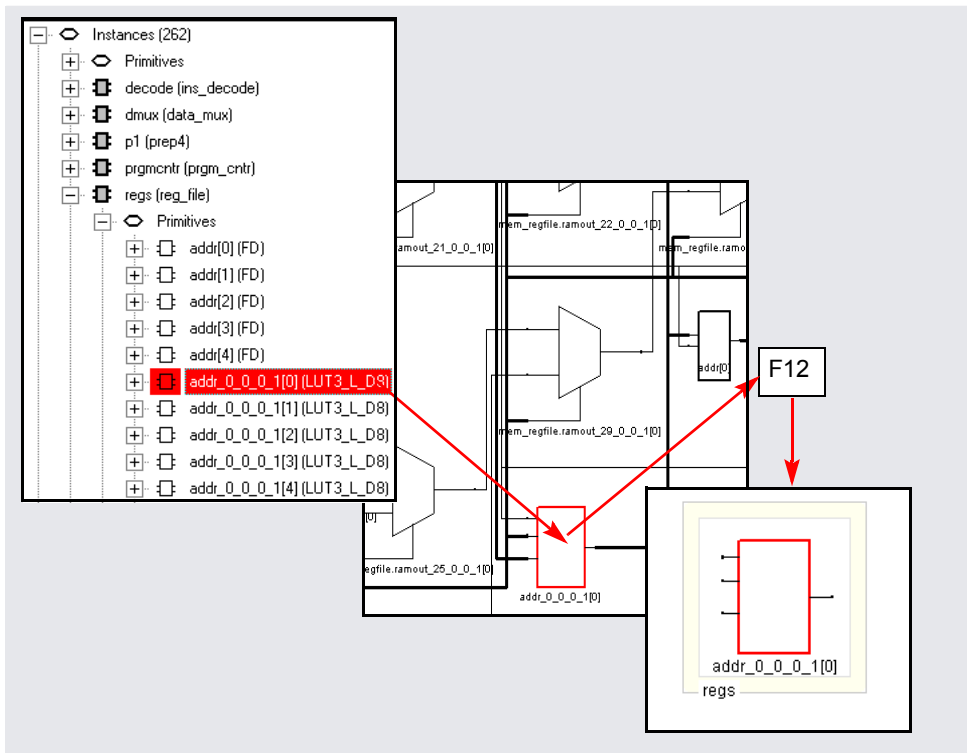 Instances (262)
Primitives
decode (ins_decode)
dmux (data_mux)
p1 (prep4)
prgmcntr (prgm_cntr)
regs (reg_file)
Primitives
addr[0] (FD)
addr[1] (FD)
addr[2] (FD)
addr[3] (FD)
addr[4] (FD)
addr_0_0_0_1[0] (LUT3_L_D8)
addr_0_0_0_1[1] (LUT3_L_D8)
addr_0_0_0_1[2] (LUT3_L_D8)
addr_0_0_0_1[3] (LUT3_L_D8)
addr_0_0_0_1[4] (LUT3_L_D8)
mem_regfile.ramout_22_0_0_1[0]
ramout_21_0_0_1[0]
mem_regfile.ramo
addr[0]
mem_regfile.ramout_29_0_0_1[0]
[0]
egfile.ramout_25_0_0_1[0]
addr_0_0_0_1[0]
F12
addr_0_0_0_1[0]
regs